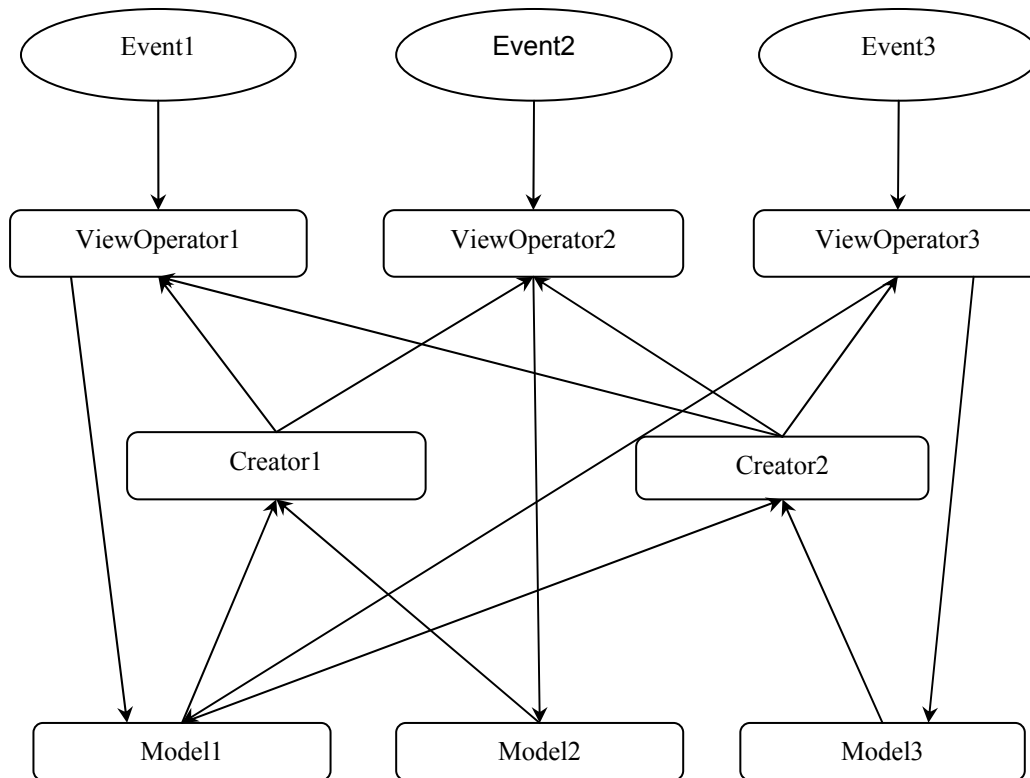 Event1
Event2
Event3
ViewOperator1
ViewOperator2
ViewOperator3
Creator1
Creator2
Model1
Model2
Model3